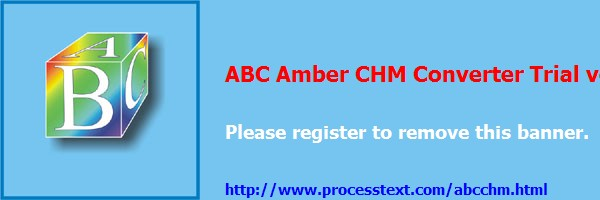 A
B
C
ABC Amber CHM Converter Trial v
Please register to remove this banner.
http://www.processtext.com/abcchm.html